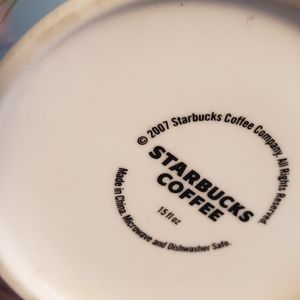 © 2007 Starbucks Coffee Company. All Rights Reserved.
STARBUCKS
COFFEE
15 fl oz
Made in China. Microwave and Dishwasher Safe.